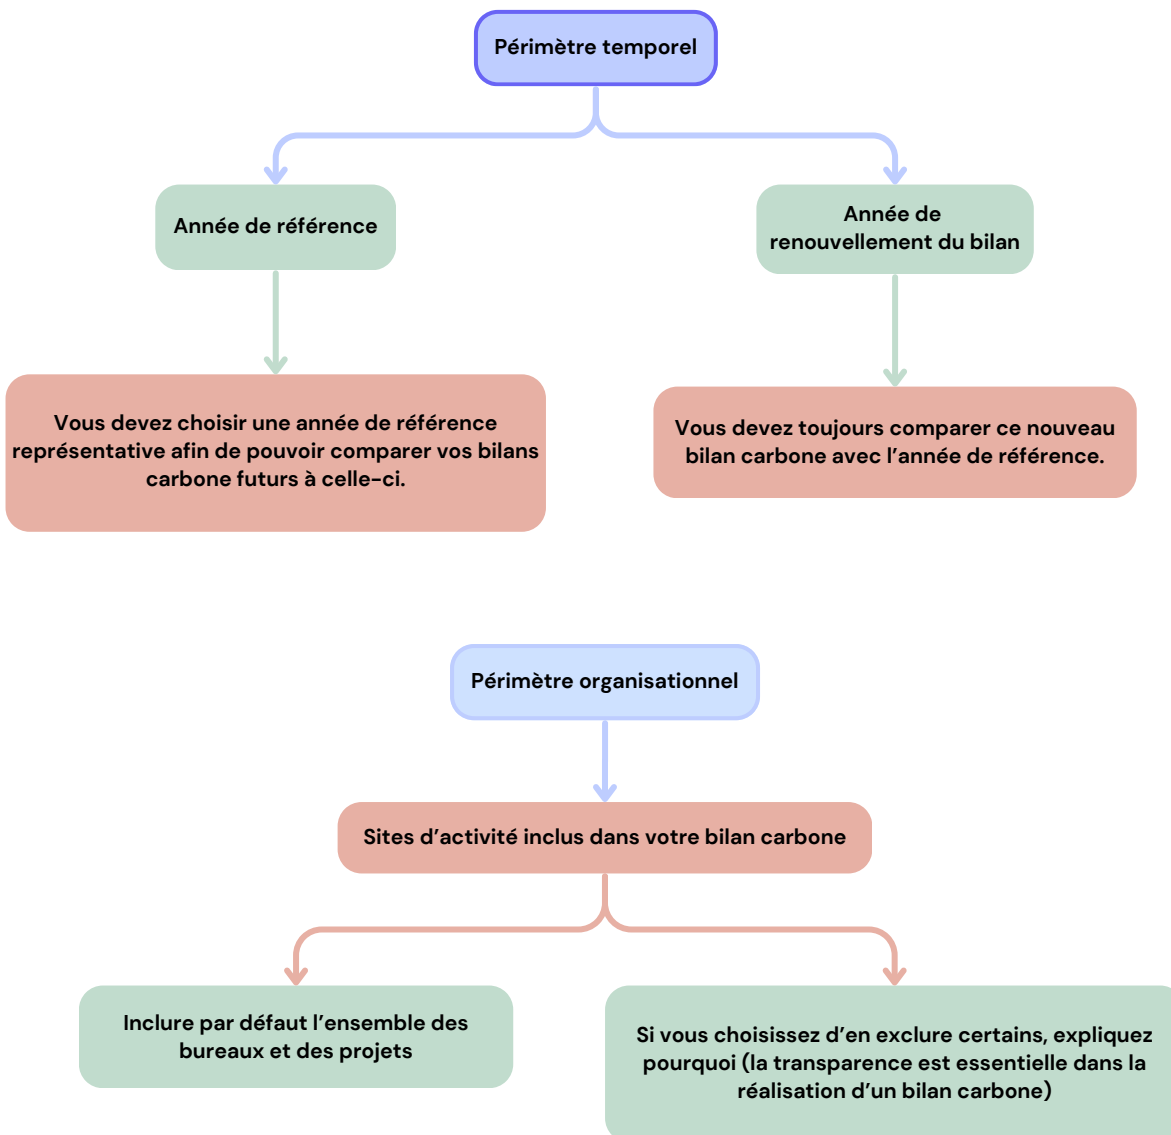 Périmètre temporel
Année de référence
Année de
renouvellement du bilan
Vous devez choisir une année de référence
représentative afin de pouvoir comparer vos bilans
carbone futurs à celle-ci.
Vous devez toujours comparer ce nouveau
bilan carbone avec l’année de référence.
Périmètre organisationnel
Sites d’activité inclus dans votre bilan carbone
Inclure par défaut l’ensemble des
bureaux et des projets
Si vous choisissez d’en exclure certains, expliquez
pourquoi (la transparence est essentielle dans la
réalisation d’un bilan carbone)